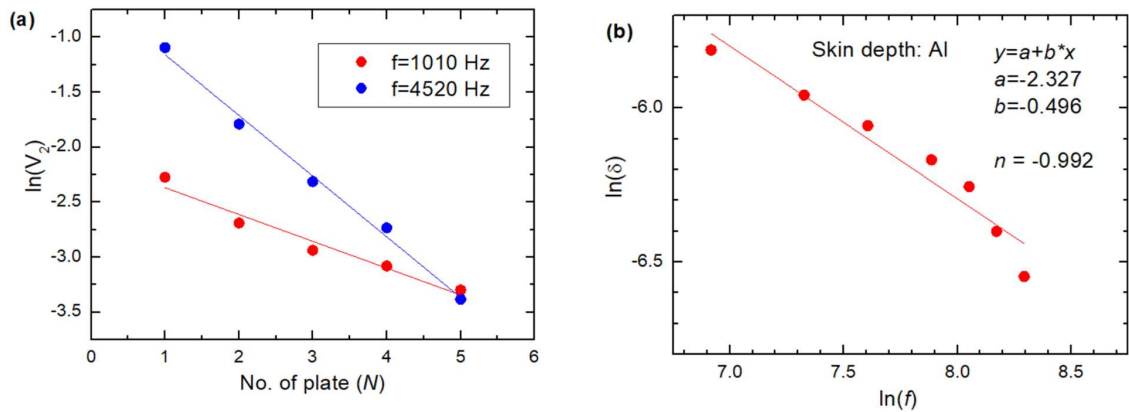 (a)
-1.0
-1.5
-2.0
-2.5
-3.0
-3.5
ln(V₂)
f=1010 Hz
f=4520 Hz
0 1 2 3 4 5 6
No. of plate (N)
(b)
Skin depth: Al
y=a+b*x
a=-2.327
b=-0.496
n = -0.992
-6.0
-6.5
ln(δ)
7.0 7.5 8.0 8.5
ln(f)